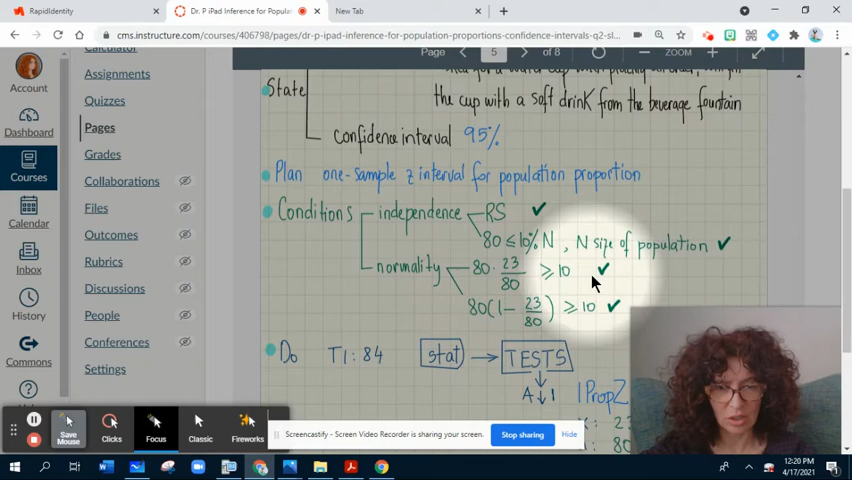 RapidIdentity
Dr. P iPad Inference for Popula
New Tab
cms.instructure.com/courses/406798/pages/dr-p-ipad-inference-for-population-proportions-confidence-intervals-q2-sl...
Account
Dashboard
Courses
Calendar
Inbox
History
Commons
Help
Calculator
Assignments
Quizzes
Pages
Grades
Collaborations
Files
Outcomes
Rubrics
Discussions
People
Conferences
Settings
Page 5 of 8 ZOOM
State
the cup with a soft drink from the beverage fountain
confidence interval 95%
Plan one-sample z interval for population proportion
Conditions independence RS ✔
80 ≤ 10% N , N size of population ✔
normality 80 · 23/80 ⩾ 10 ✔
80(1 - 23/80) ⩾ 10 ✔
Do TI: 84 stat → TESTS
A ↓ 1
1PropZ
Save Mouse
Clicks
Focus
Classic
Fireworks
Screencastify - Screen Video Recorder is sharing your screen.
Stop sharing
Hide
12:20 PM
4/17/2021